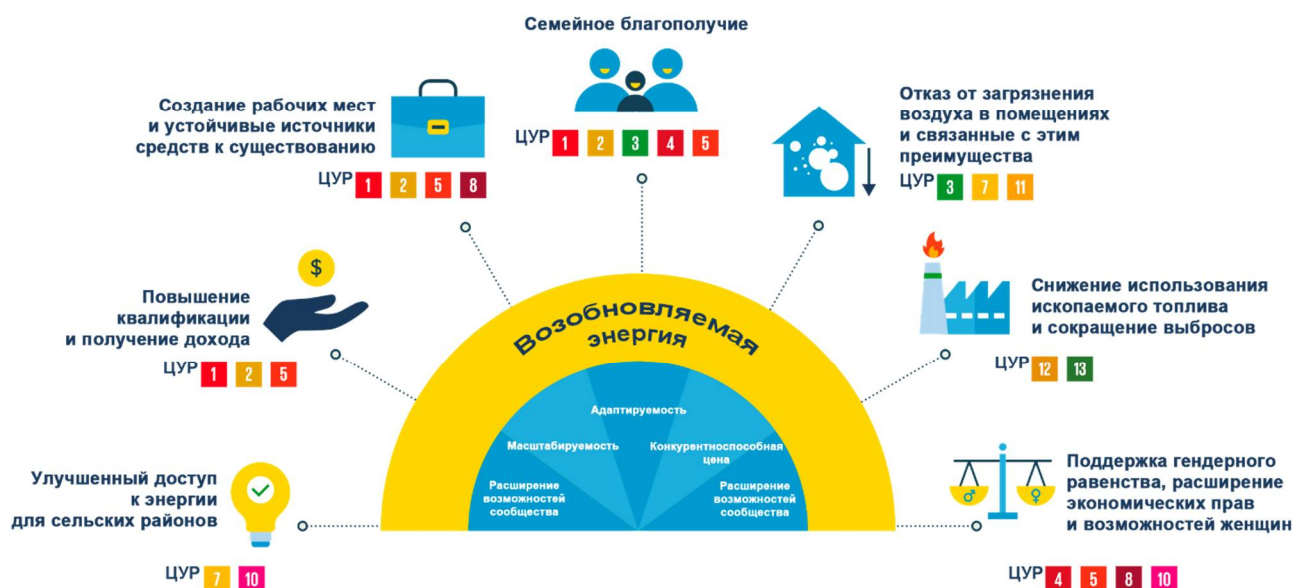 Семейное благополучие
ЦУР 1 2 3 4 5
Создание рабочих мест
и устойчивые источники
средств к существованию
ЦУР 1 2 5 8
Отказ от загрязнения
воздуха в помещениях
и связанные с этим
преимущества
ЦУР 3 7 11
$
Повышение
квалификации
и получение дохода
ЦУР 1 2 5
Снижение использования
ископаемого топлива
и сокращение выбросов
ЦУР 12 13
Улучшенный доступ
к энергии
для сельских районов
ЦУР 7 10
Поддержка гендерного
равенства, расширение
экономических прав
и возможностей женщин
ЦУР 4 5 8 10
Возобновляемая
энергия
Адаптируемость
Масштабируемость
Конкурентноспособная
цена
Расширение
возможностей
сообщества
Расширение
возможностей
сообщества